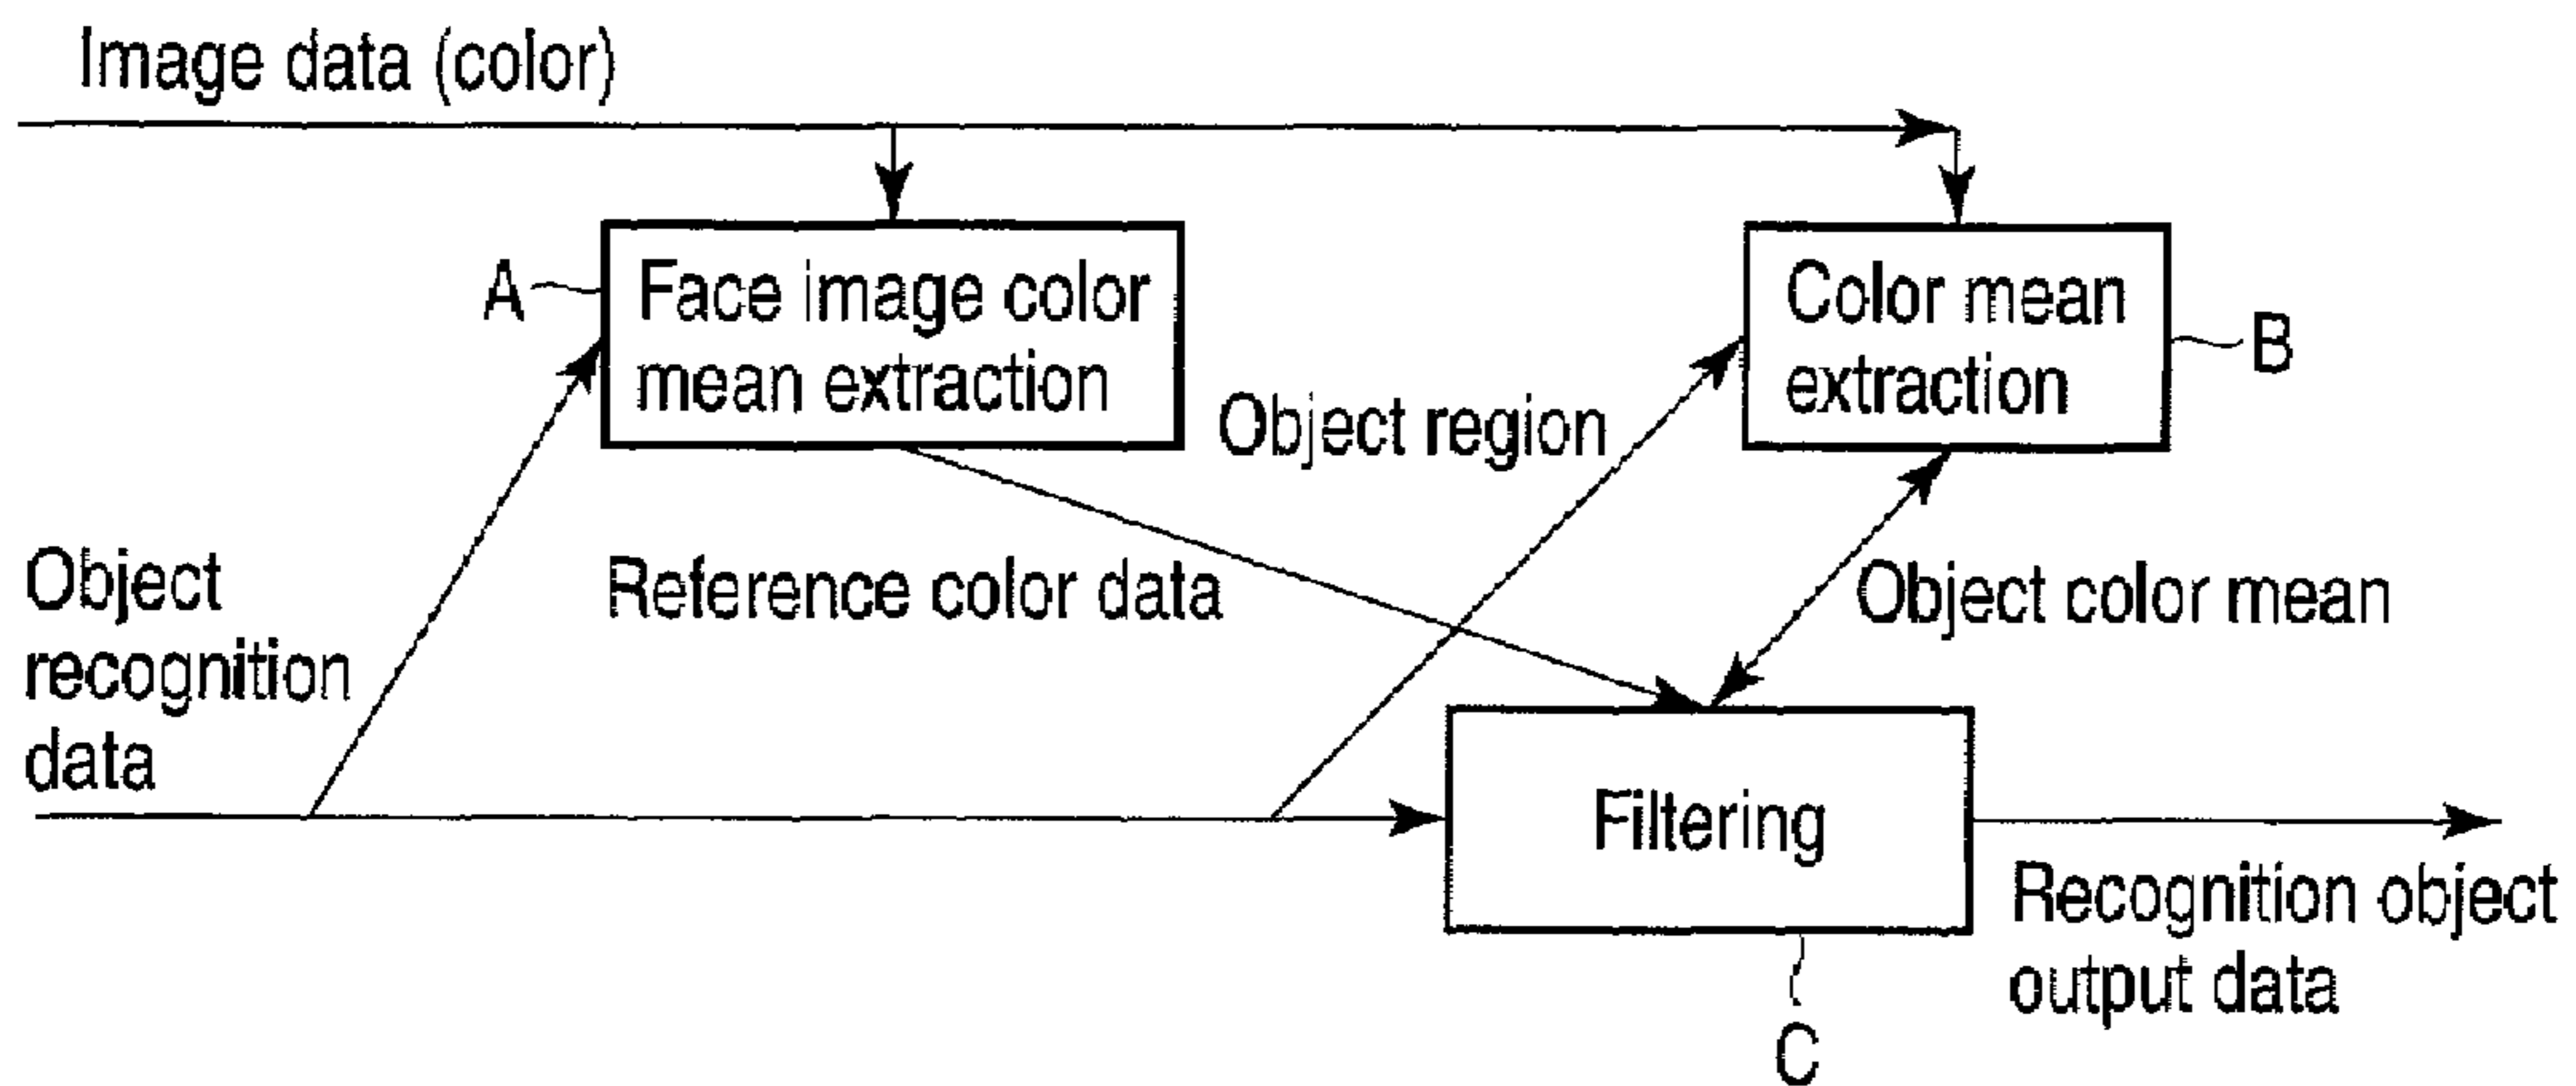 Image data (color)
A
Face image color
mean extraction
Color mean
extraction
B
Object region
Object
recognition
data
Reference color data
Object color mean
Filtering
Recognition object
output data
C